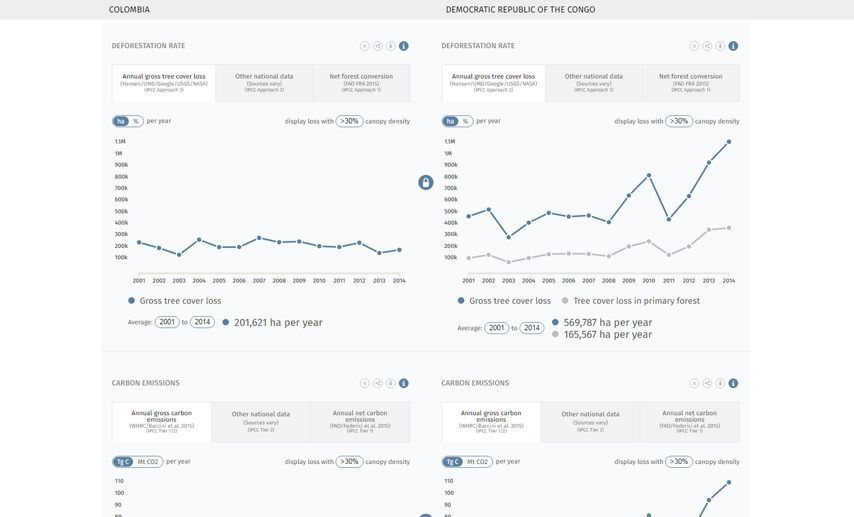 COLOMBIA
DEMOCRATIC REPUBLIC OF THE CONGO
DEFORESTATION RATE
Annual gross tree cover loss
(Hansen/UMD/Google/USGS/NASA)
(IPCC Approach 3)
Other national data
(Sources vary)
(IPCC Approach 3)
Net forest conversion
(FAO FRA 2015)
(IPCC Approach 1)
ha % per year
display loss with >30% canopy density
1.1M
1M
900k
800k
700k
600k
500k
400k
300k
200k
100k
2001 2002 2003 2004 2005 2006 2007 2008 2009 2010 2011 2012 2013 2014
Gross tree cover loss
Average: 2001 to 2014 201,621 ha per year
DEFORESTATION RATE
Annual gross tree cover loss
(Hansen/UMD/Google/USGS/NASA)
(IPCC Approach 3)
Other national data
(Sources vary)
(IPCC Approach 3)
Net forest conversion
(FAO FRA 2015)
(IPCC Approach 1)
ha % per year
display loss with >30% canopy density
1.1M
1M
900k
800k
700k
600k
500k
400k
300k
200k
100k
2001 2002 2003 2004 2005 2006 2007 2008 2009 2010 2011 2012 2013 2014
Gross tree cover loss Tree cover loss in primary forest
Average: 2001 to 2014 569,787 ha per year
165,567 ha per year
CARBON EMISSIONS
Annual gross carbon
emissions
(WHRC/Baccini et al. 2015)
(IPCC Tier 1/2)
Other national data
(Sources vary)
(IPCC Tier 2)
Annual net carbon
emissions
(FAO/Federici et al. 2015)
(IPCC Tier 1)
Tg C Mt CO2 per year
display loss with >30% canopy density
110
100
90
80
CARBON EMISSIONS
Annual gross carbon
emissions
(WHRC/Baccini et al. 2015)
(IPCC Tier 1/2)
Other national data
(Sources vary)
(IPCC Tier 2)
Annual net carbon
emissions
(FAO/Federici et al. 2015)
(IPCC Tier 1)
Tg C Mt CO2 per year
display loss with >30% canopy density
110
100
90
80